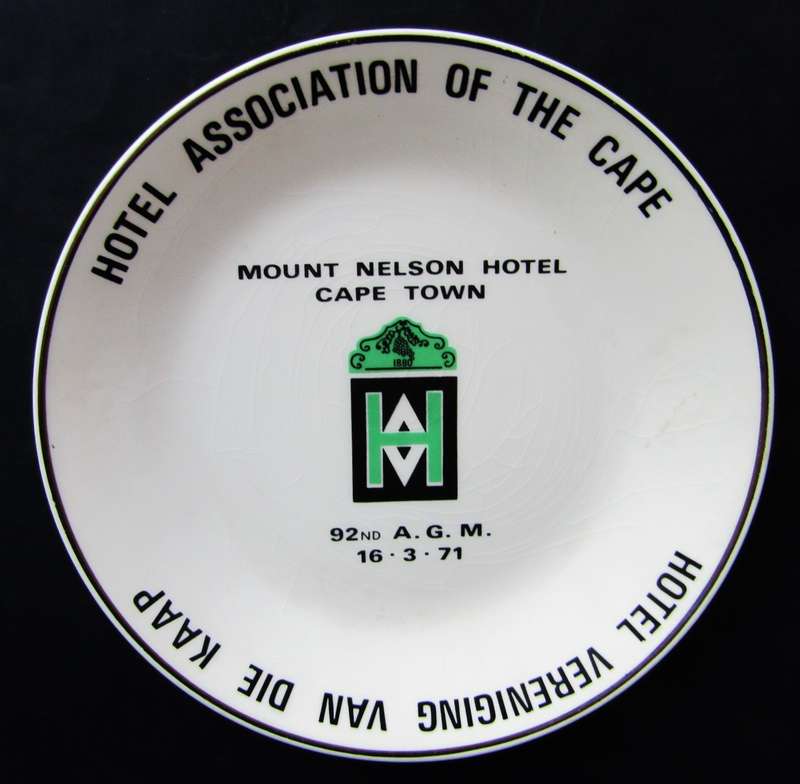 HOTEL ASSOCIATION OF THE CAPE
MOUNT NELSON HOTEL
CAPE TOWN
1880
HAV
92ND A.G.M.
16·3·71
HOTEL VERENIGING VAN DIE KAAP